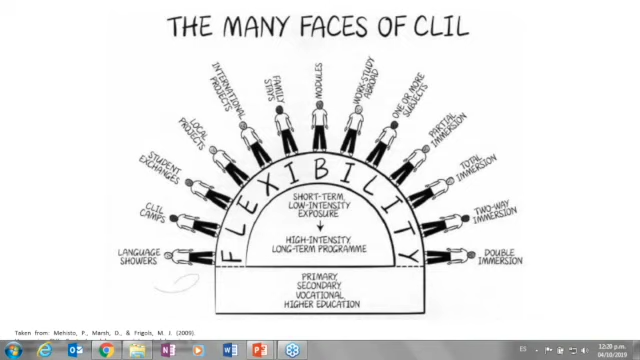 THE MANY FACES OF CLIL
LANGUAGE
SHOWERS
CLIL
CAMPS
STUDENT
EXCHANGES
LOCAL
PROJECTS
INTERNATIONAL
PROJECTS
FAMILY
STAYS
MODULES
WORK-STUDY
ABROAD
ONE OR MORE
SUBJECTS
PARTIAL
IMMERSION
TOTAL
IMMERSION
TWO-WAY
IMMERSION
DOUBLE
IMMERSION
FLEXIBILITY
SHORT-TERM,
LOW-INTENSITY
EXPOSURE
HIGH-INTENSITY,
LONG-TERM PROGRAMME
PRIMARY,
SECONDARY,
VOCATIONAL,
HIGHER EDUCATION
Taken from: Mehisto, P., Marsh, D., & Frigols, M. J. (2009)
ES
12:28 p.m.
04/10/2019